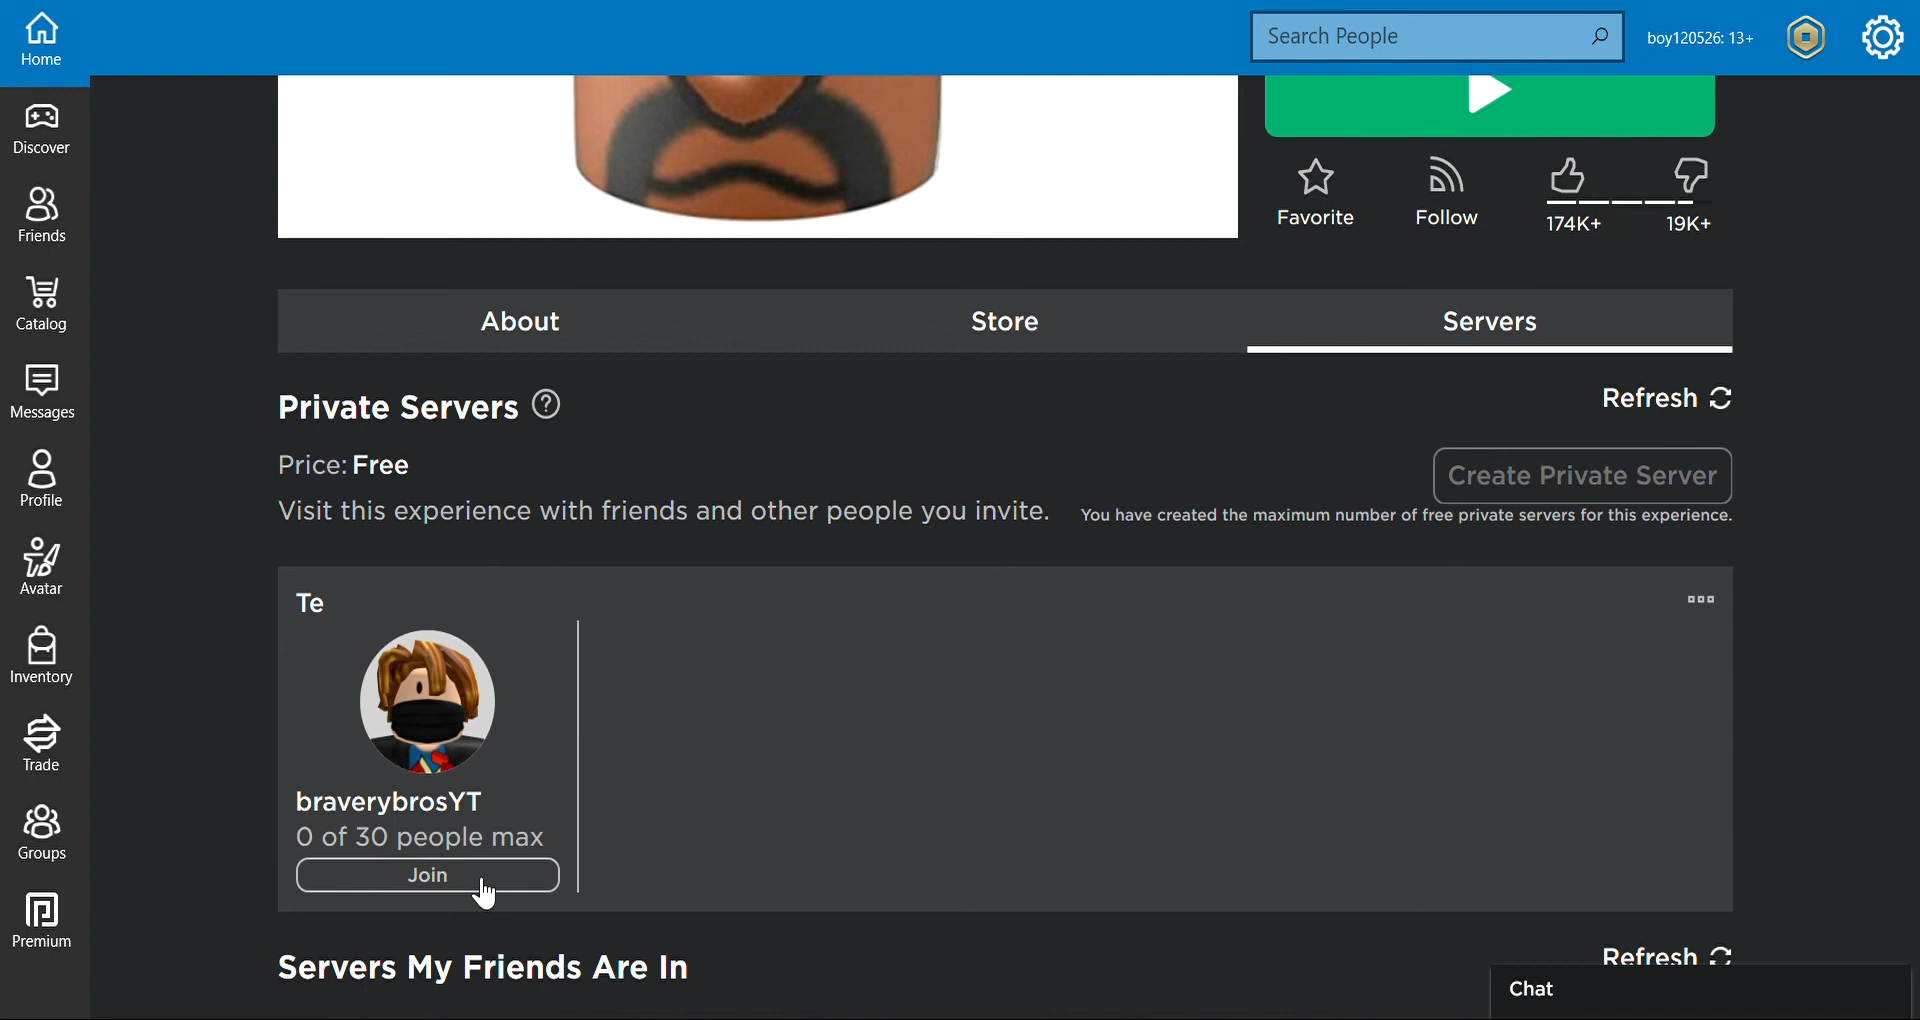 Home
Search People
boy120526: 13+
Discover
Friends
Catalog
Messages
Profile
Avatar
Inventory
Trade
Groups
Premium
Favorite
Follow
174K+
19K+
About
Store
Servers
Private Servers
Refresh
Price: Free
Create Private Server
Visit this experience with friends and other people you invite.
You have created the maximum number of free private servers for this experience.
Te
braverybrosYT
0 of 30 people max
Join
Servers My Friends Are In
Refresh
Chat